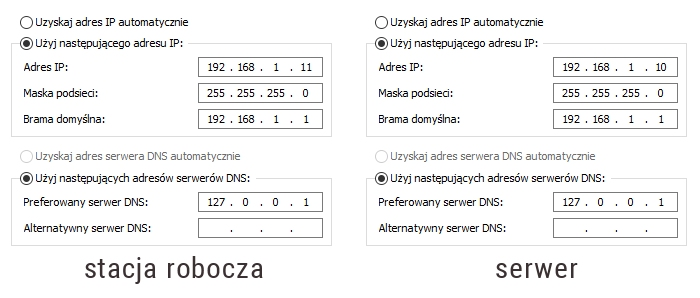 Uzyskaj adres IP automatycznie
Użyj następującego adresu IP:
Adres IP: 192 . 168 . 1 . 11
Maska podsieci: 255 . 255 . 255 . 0
Brama domyślna: 192 . 168 . 1 . 1
Uzyskaj adres serwera DNS automatycznie
Użyj następujących adresów serwerów DNS:
Preferowany serwer DNS: 127 . 0 . 0 . 1
Alternatywny serwer DNS: . . .
stacja robocza
Uzyskaj adres IP automatycznie
Użyj następującego adresu IP:
Adres IP: 192 . 168 . 1 . 10
Maska podsieci: 255 . 255 . 255 . 0
Brama domyślna: 192 . 168 . 1 . 1
Uzyskaj adres serwera DNS automatycznie
Użyj następujących adresów serwerów DNS:
Preferowany serwer DNS: 127 . 0 . 0 . 1
Alternatywny serwer DNS: . . .
serwer